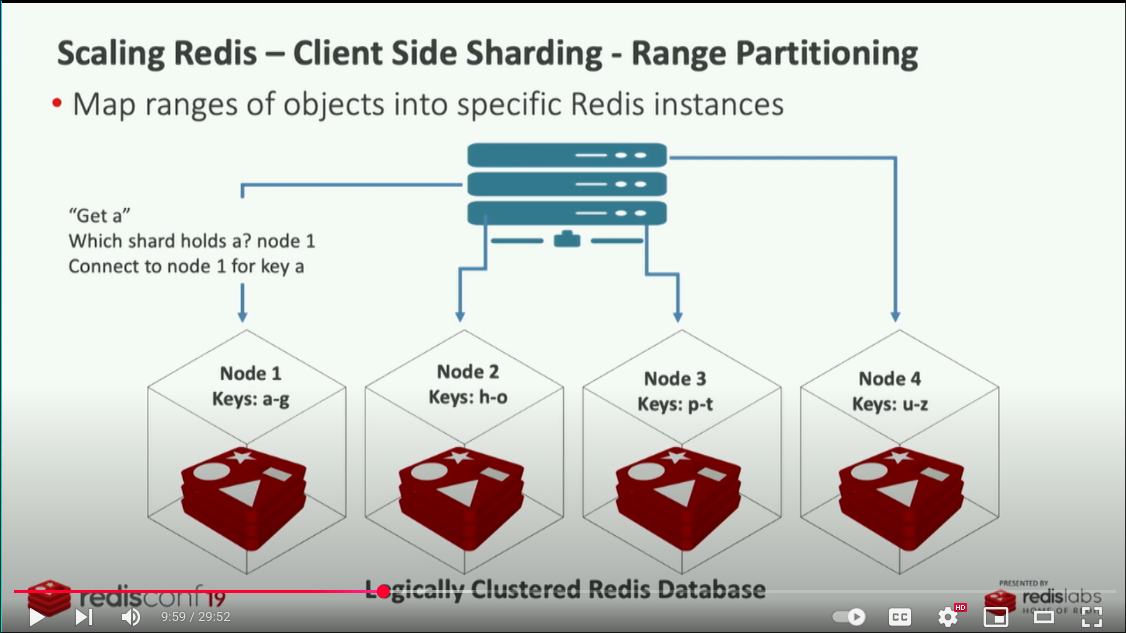 Scaling Redis – Client Side Sharding - Range Partitioning
• Map ranges of objects into specific Redis instances
“Get a”
Which shard holds a? node 1
Connect to node 1 for key a
Node 1
Keys: a-g
Node 2
Keys: h-o
Node 3
Keys: p-t
Node 4
Keys: u-z
Logically Clustered Redis Database
redisconf19
PRESENTED BY
redislabs
HOME OF REDIS
9:59 / 29:52
CC
HD